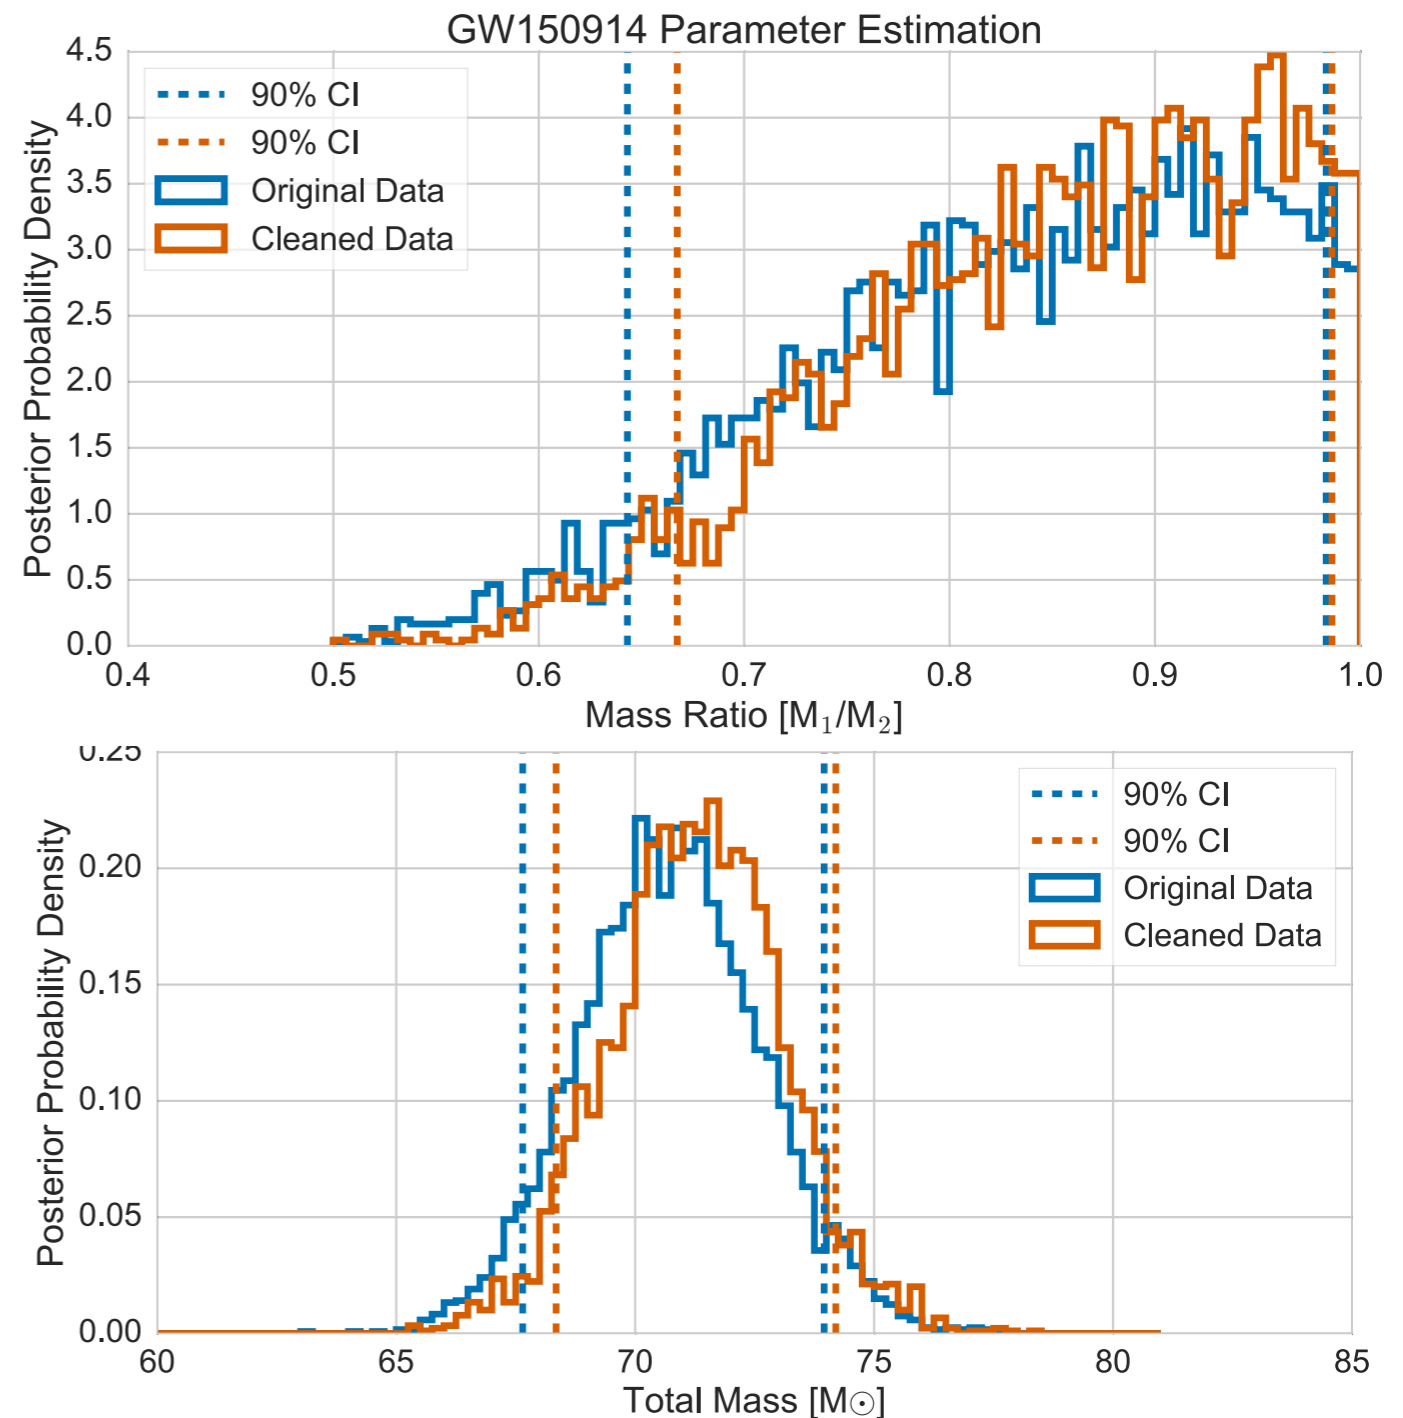 GW150914 Parameter Estimation
4.5
4.0
3.5
3.0
2.5
2.0
1.5
1.0
0.5
0.0
Posterior Probability Density
90% CI
90% CI
Original Data
Cleaned Data
0.4 0.5 0.6 0.7 0.8 0.9 1.0
Mass Ratio [M₁/M₂]
0.25
0.20
0.15
0.10
0.05
0.00
Posterior Probability Density
90% CI
90% CI
Original Data
Cleaned Data
60 65 70 75 80 85
Total Mass [M⊙]